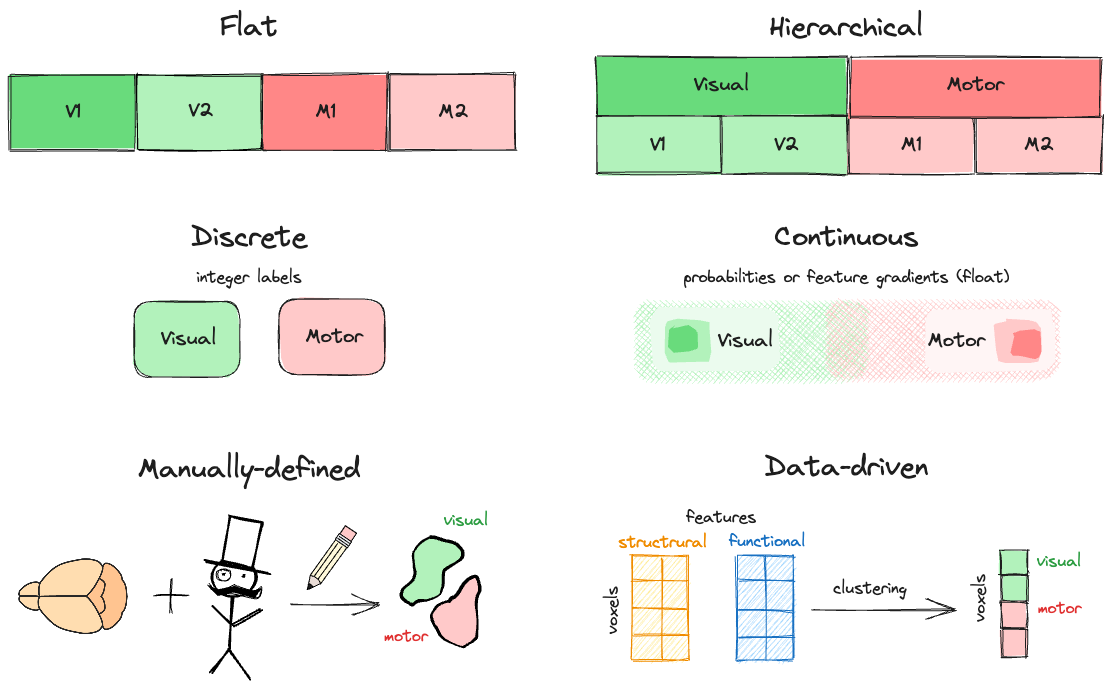 Flat
Hierarchical
V1 V2 M1 M2
Visual Motor
V1 V2 M1 M2
Discrete
integer labels
Visual Motor
Continuous
probabilities or feature gradients (float)
Visual Motor
Manually-defined
visual
motor
Data-driven
features
structrural functional
voxels
clustering
voxels
visual
motor